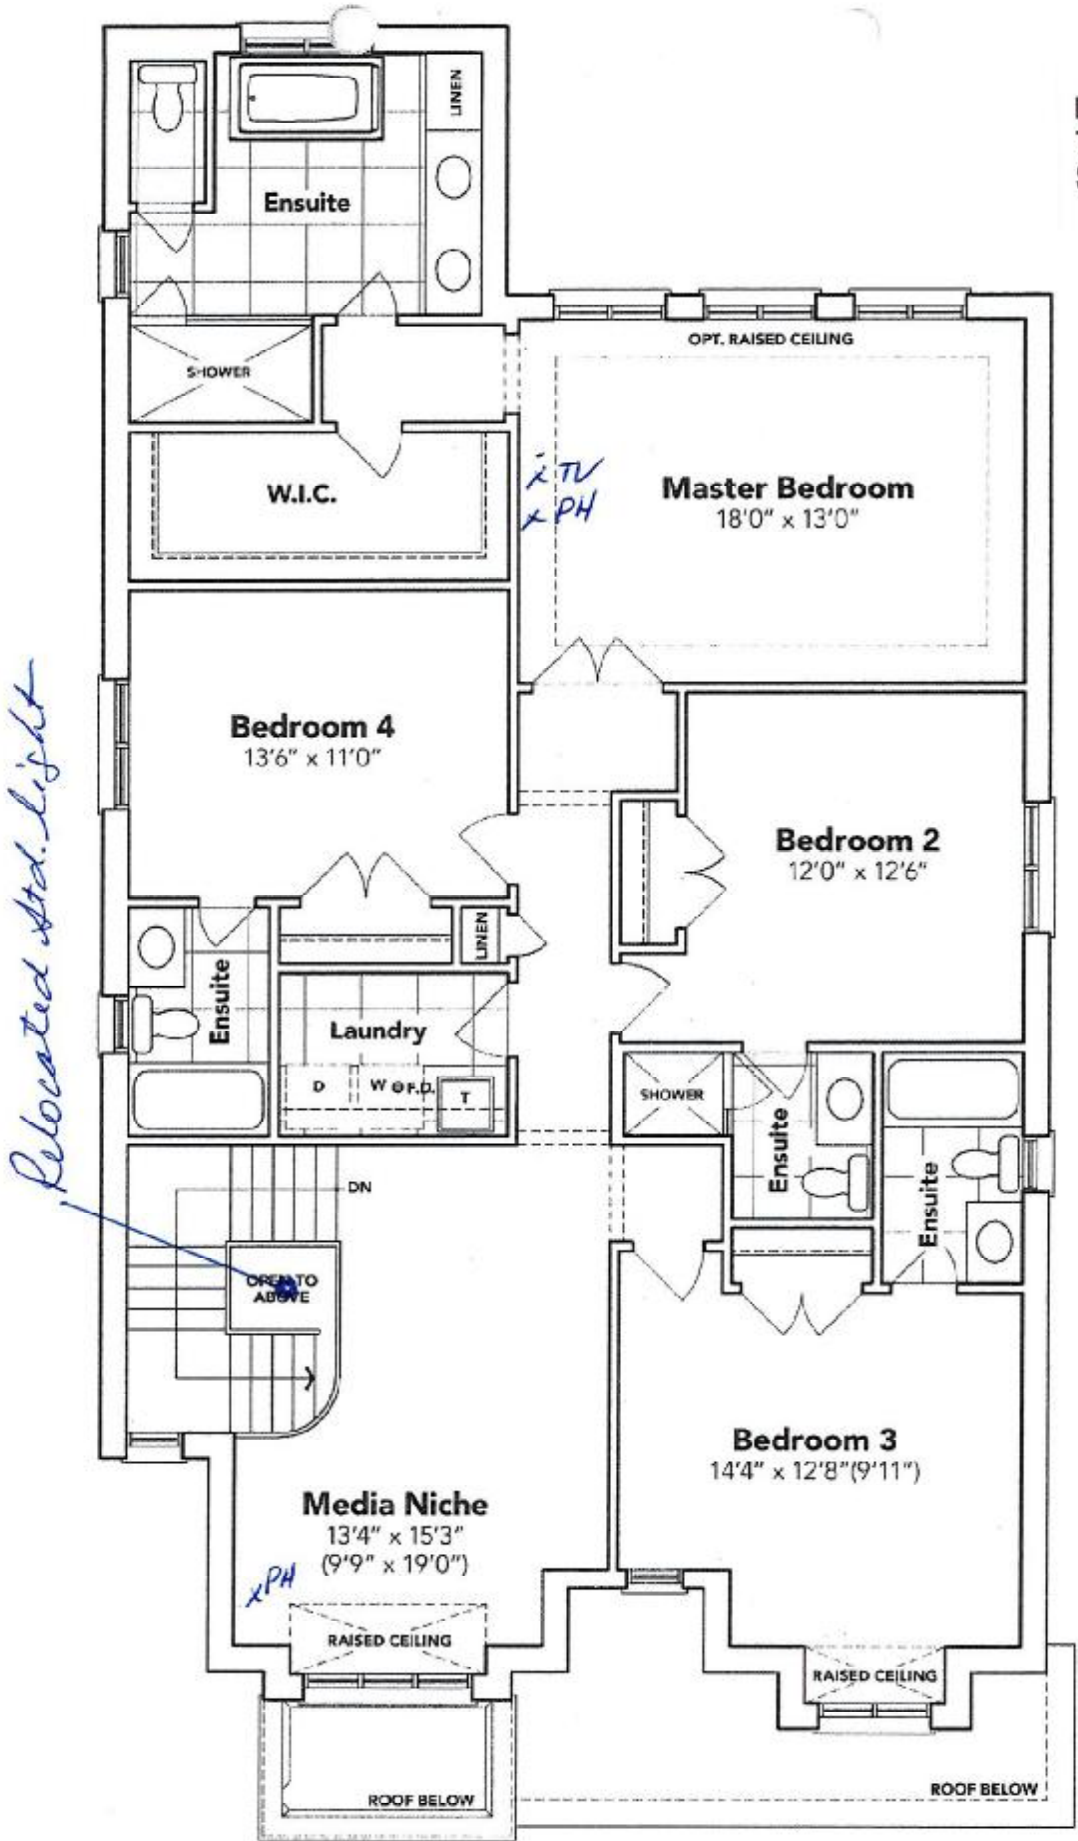 LINEN
Ensuite
OPT. RAISED CEILING
SHOWER
x TV
x PH
W.I.C.
Master Bedroom
18'0" x 13'0"
Relocated Std. light
Bedroom 4
13'6" x 11'0"
Bedroom 2
12'0" x 12'6"
LINEN
Ensuite
Laundry
D
W
F.D.
T
SHOWER
Ensuite
Ensuite
DN
OPEN TO
ABOVE
Bedroom 3
14'4" x 12'8"(9'11")
Media Niche
13'4" x 15'3"
(9'9" x 19'0")
x PH
RAISED CEILING
RAISED CEILING
ROOF BELOW
ROOF BELOW